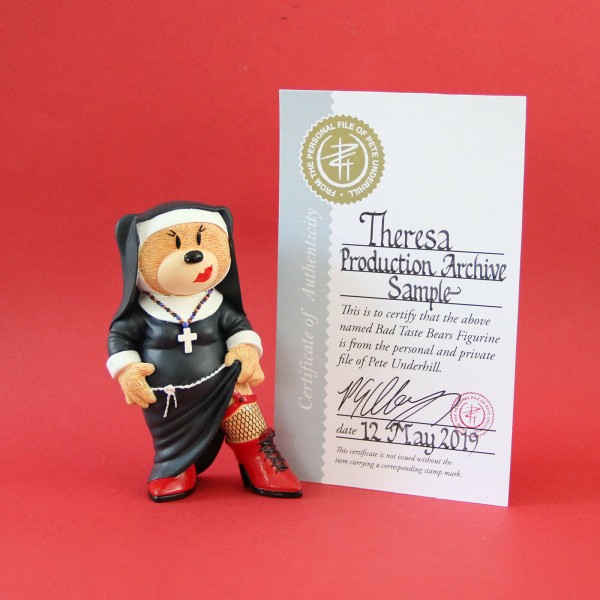 FROM THE PERSONAL FILE OF PETE UNDERHILL
Certificate of Authenticity
Theresa
Production Archive
Sample
This is to certify that the above
named Bad Taste Bears Figurine
is from the personal and private
file of Pete Underhill.
date 12 May 2019
This certificate is not issued without the
item carrying a corresponding stamp mark.